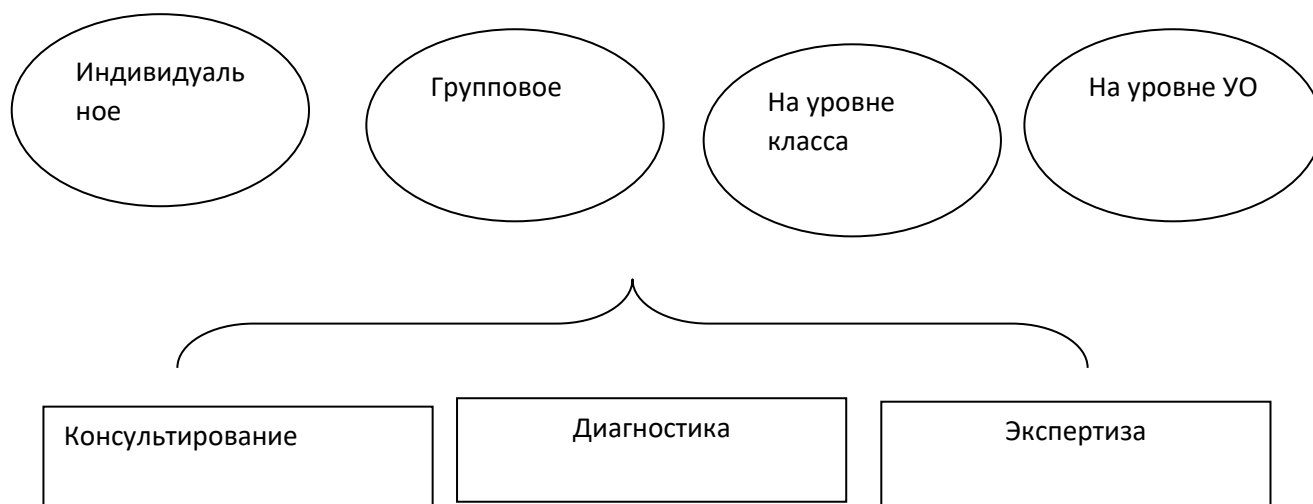 Индивидуаль
ное
Групповое
На уровне
класса
На уровне УО
Консультирование
Диагностика
Экспертиза